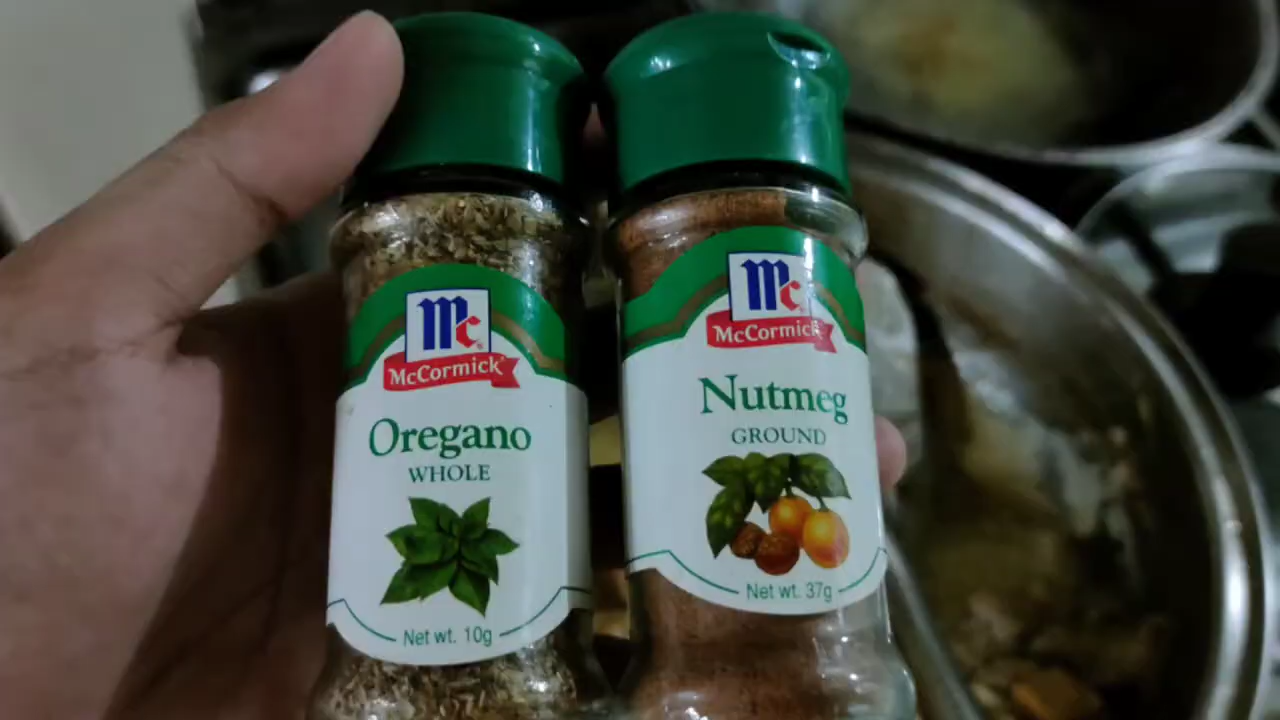 Mc
McCormick
Oregano
WHOLE
Net wt. 10g
Mc
McCormick
Nutmeg
GROUND
Net wt. 37g